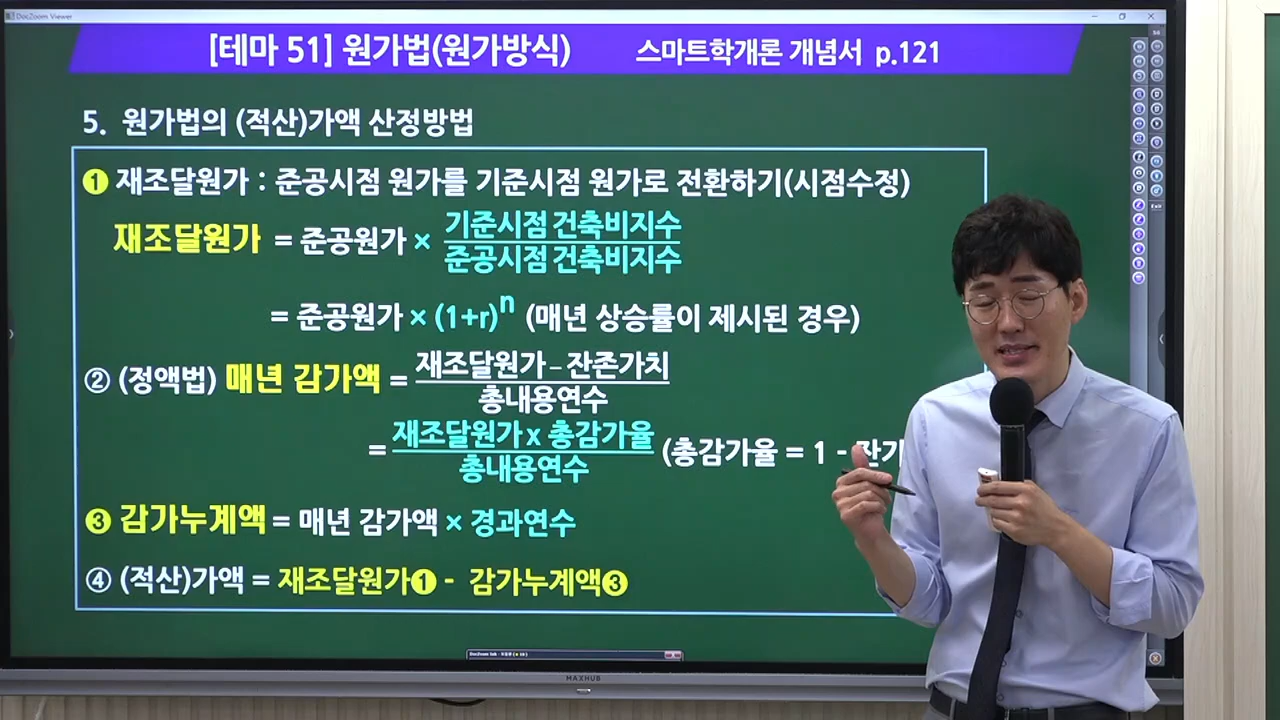 DocZoom Viewer
[테마 51] 원가법(원가방식) 스마트학개론 개념서 p.121
5. 원가법의 (적산)가액 산정방법
❶ 재조달원가 : 준공시점 원가를 기준시점 원가로 전환하기(시점수정)
재조달원가 = 준공원가 × 기준시점 건축비지수
준공시점 건축비지수
= 준공원가 × (1+r)ⁿ (매년 상승률이 제시된 경우)
② (정액법) 매년 감가액 = 재조달원가 - 잔존가치
총내용연수
= 재조달원가 x 총감가율 (총감가율 = 1 - 잔가
총내용연수
❸ 감가누계액 = 매년 감가액 × 경과연수
④ (적산)가액 = 재조달원가❶ - 감가누계액❸
MAXHUB